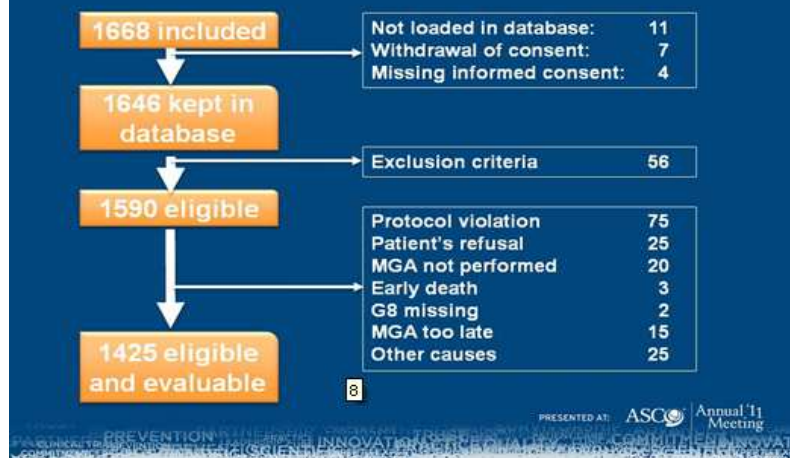 1668 included
Not loaded in database: 11
Withdrawal of consent: 7
Missing informed consent: 4
1646 kept in
database
Exclusion criteria 56
1590 eligible
Protocol violation 75
Patient's refusal 25
MGA not performed 20
Early death 3
G8 missing 2
MGA too late 15
Other causes 25
1425 eligible
and evaluable
8
PRESENTED AT: ASCO Annual '11
Meeting
PREVENTION